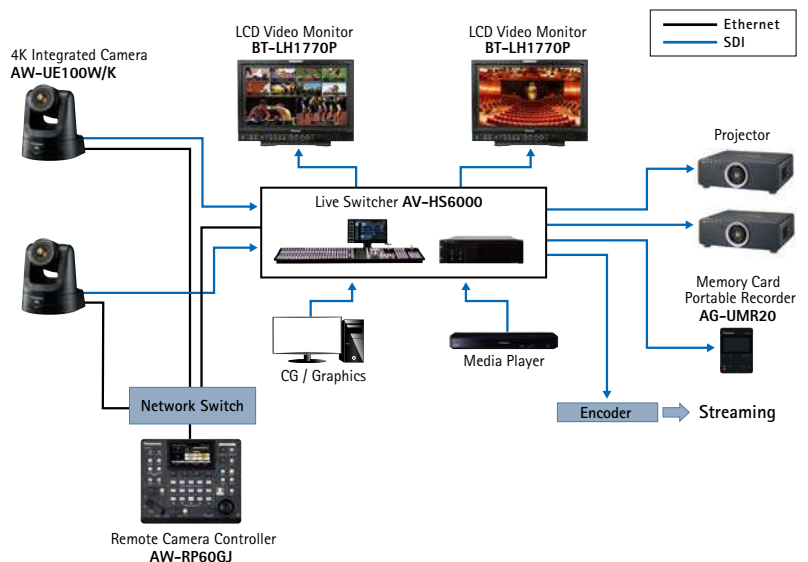 Ethernet
SDI
4K Integrated Camera
AW-UE100W/K
LCD Video Monitor
BT-LH1770P
LCD Video Monitor
BT-LH1770P
Projector
Live Switcher AV-HS6000
Memory Card
Portable Recorder
AG-UMR20
CG / Graphics
Media Player
Network Switch
Encoder
Streaming
Remote Camera Controller
AW-RP60GJ